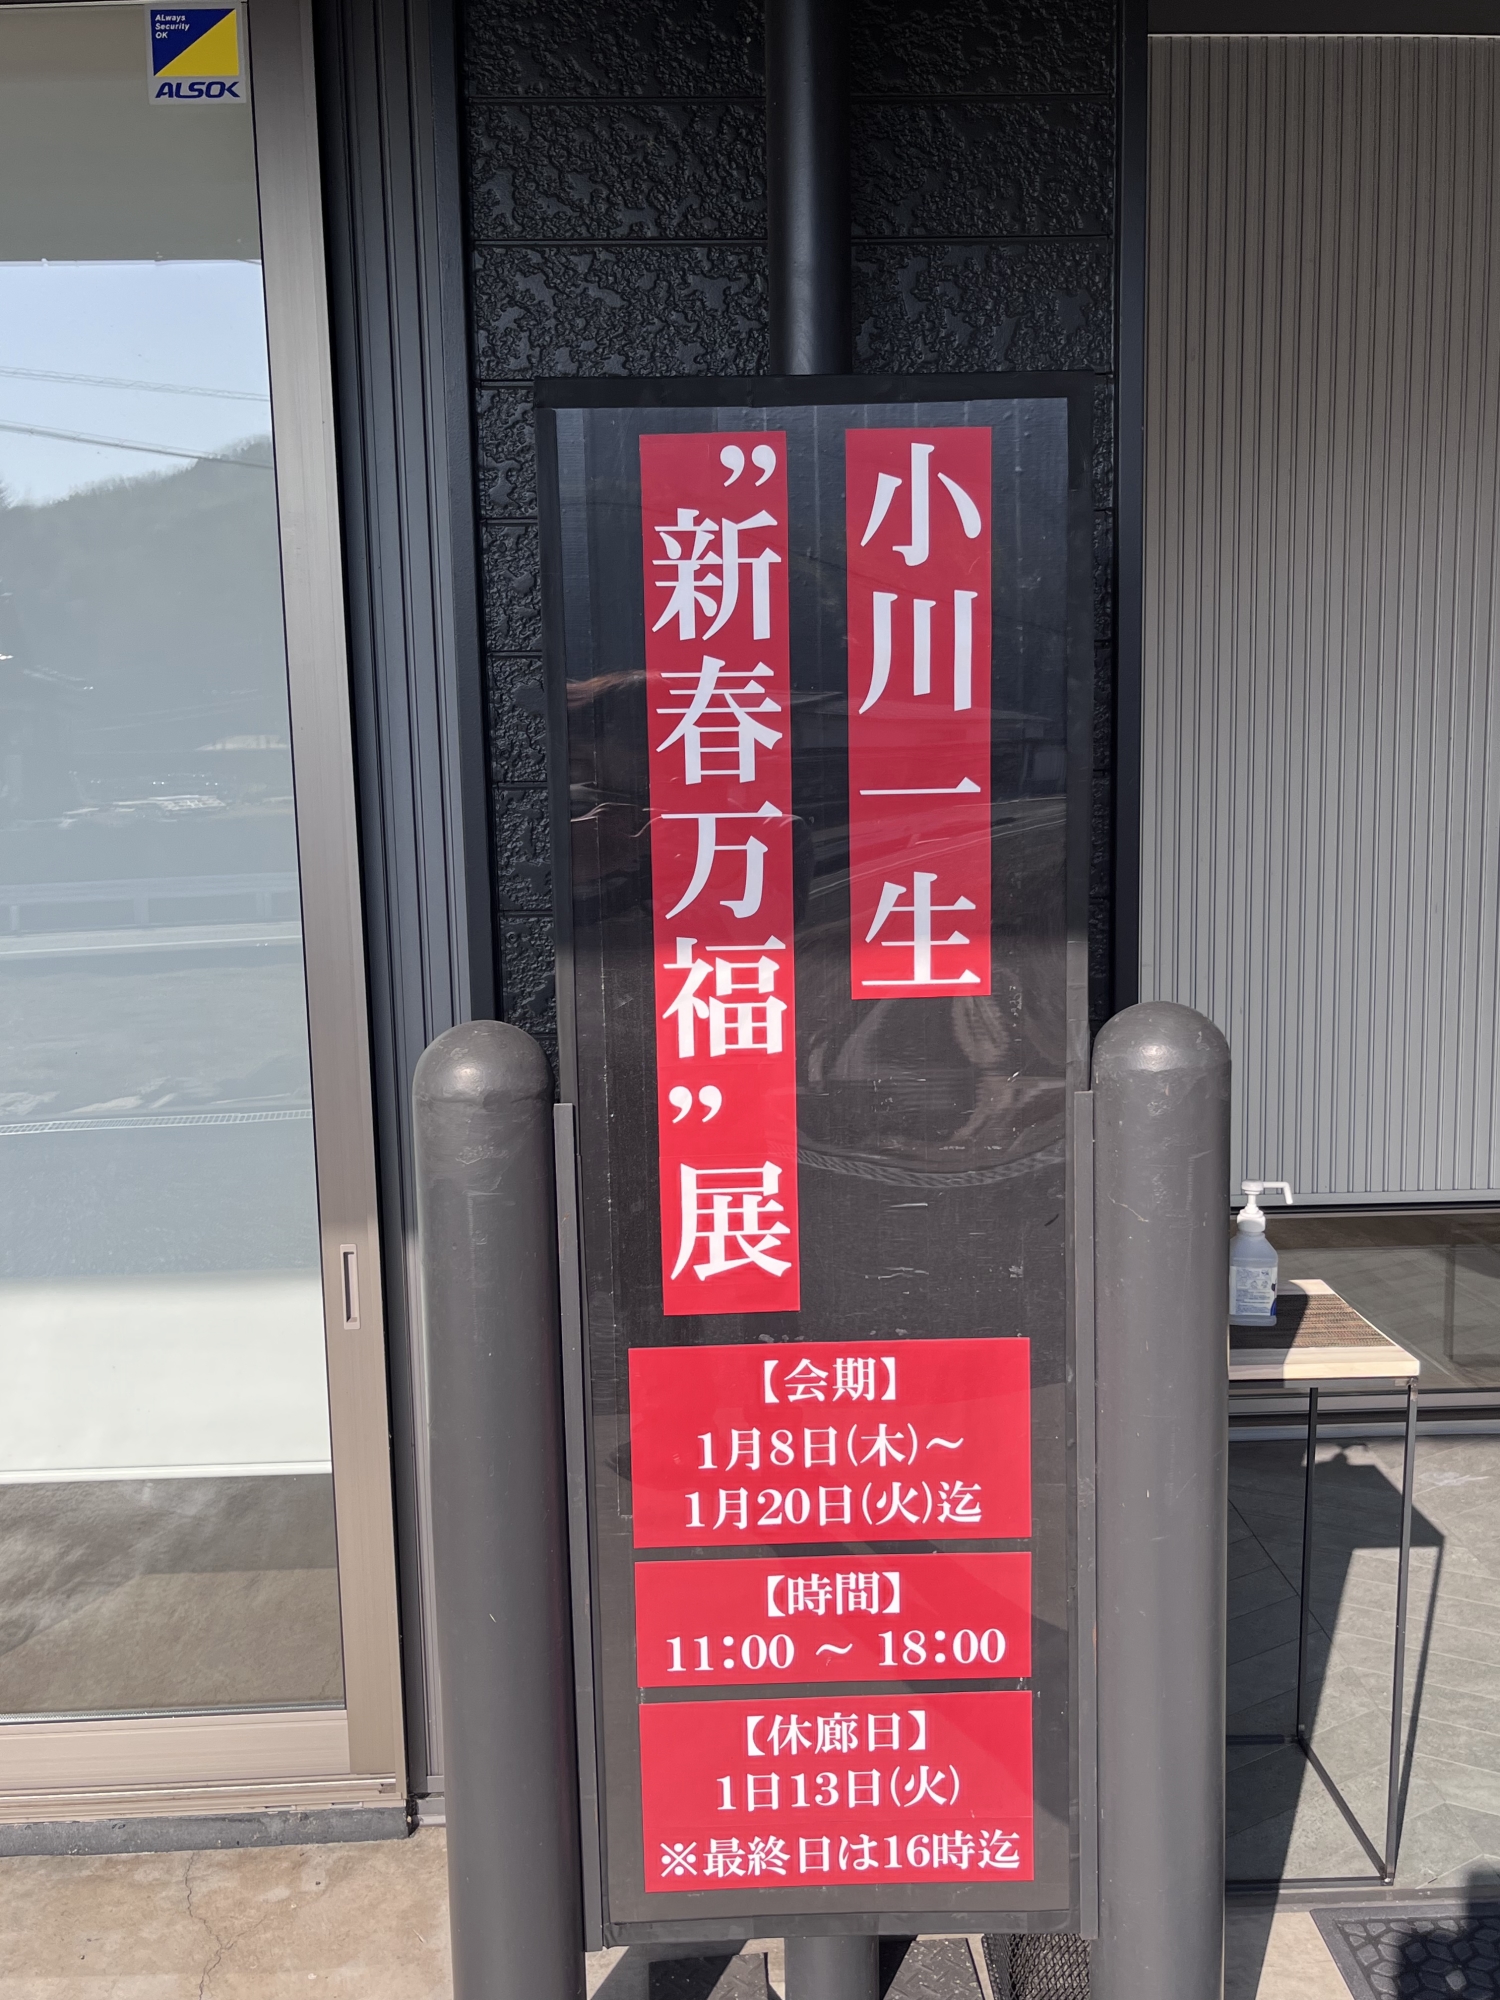 ALways
Security
OK
ALSOK
小川一生
”新春万福”展
【会期】
1月8日(木)～
1月20日(火)迄
【時間】
11:00 ～ 18:00
【休廊日】
1日13日(火)
※最終日は16時迄